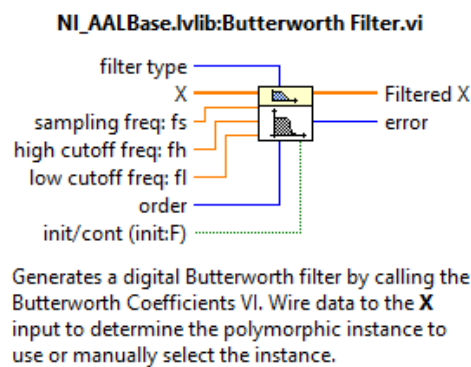 NI_AALBase.lvlib:Butterworth Filter.vi
filter type
X
Filtered X
sampling freq: fs
error
high cutoff freq: fh
low cutoff freq: fl
order
init/cont (init:F)
Generates a digital Butterworth filter by calling the
Butterworth Coefficients VI. Wire data to the X
input to determine the polymorphic instance to
use or manually select the instance.